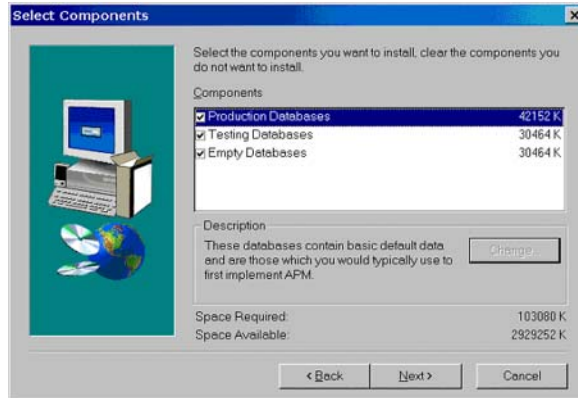 Select Components
Select the components you want to install, clear the components you
do not want to install.
Components
Production Databases 42152 K
Testing Databases 30464 K
Empty Databases 30464 K
Description
These databases contain basic default data
and are those which you would typically use to
first implement APM.
Change...
Space Required: 103080 K
Space Available: 2929252 K
< Back
Next >
Cancel